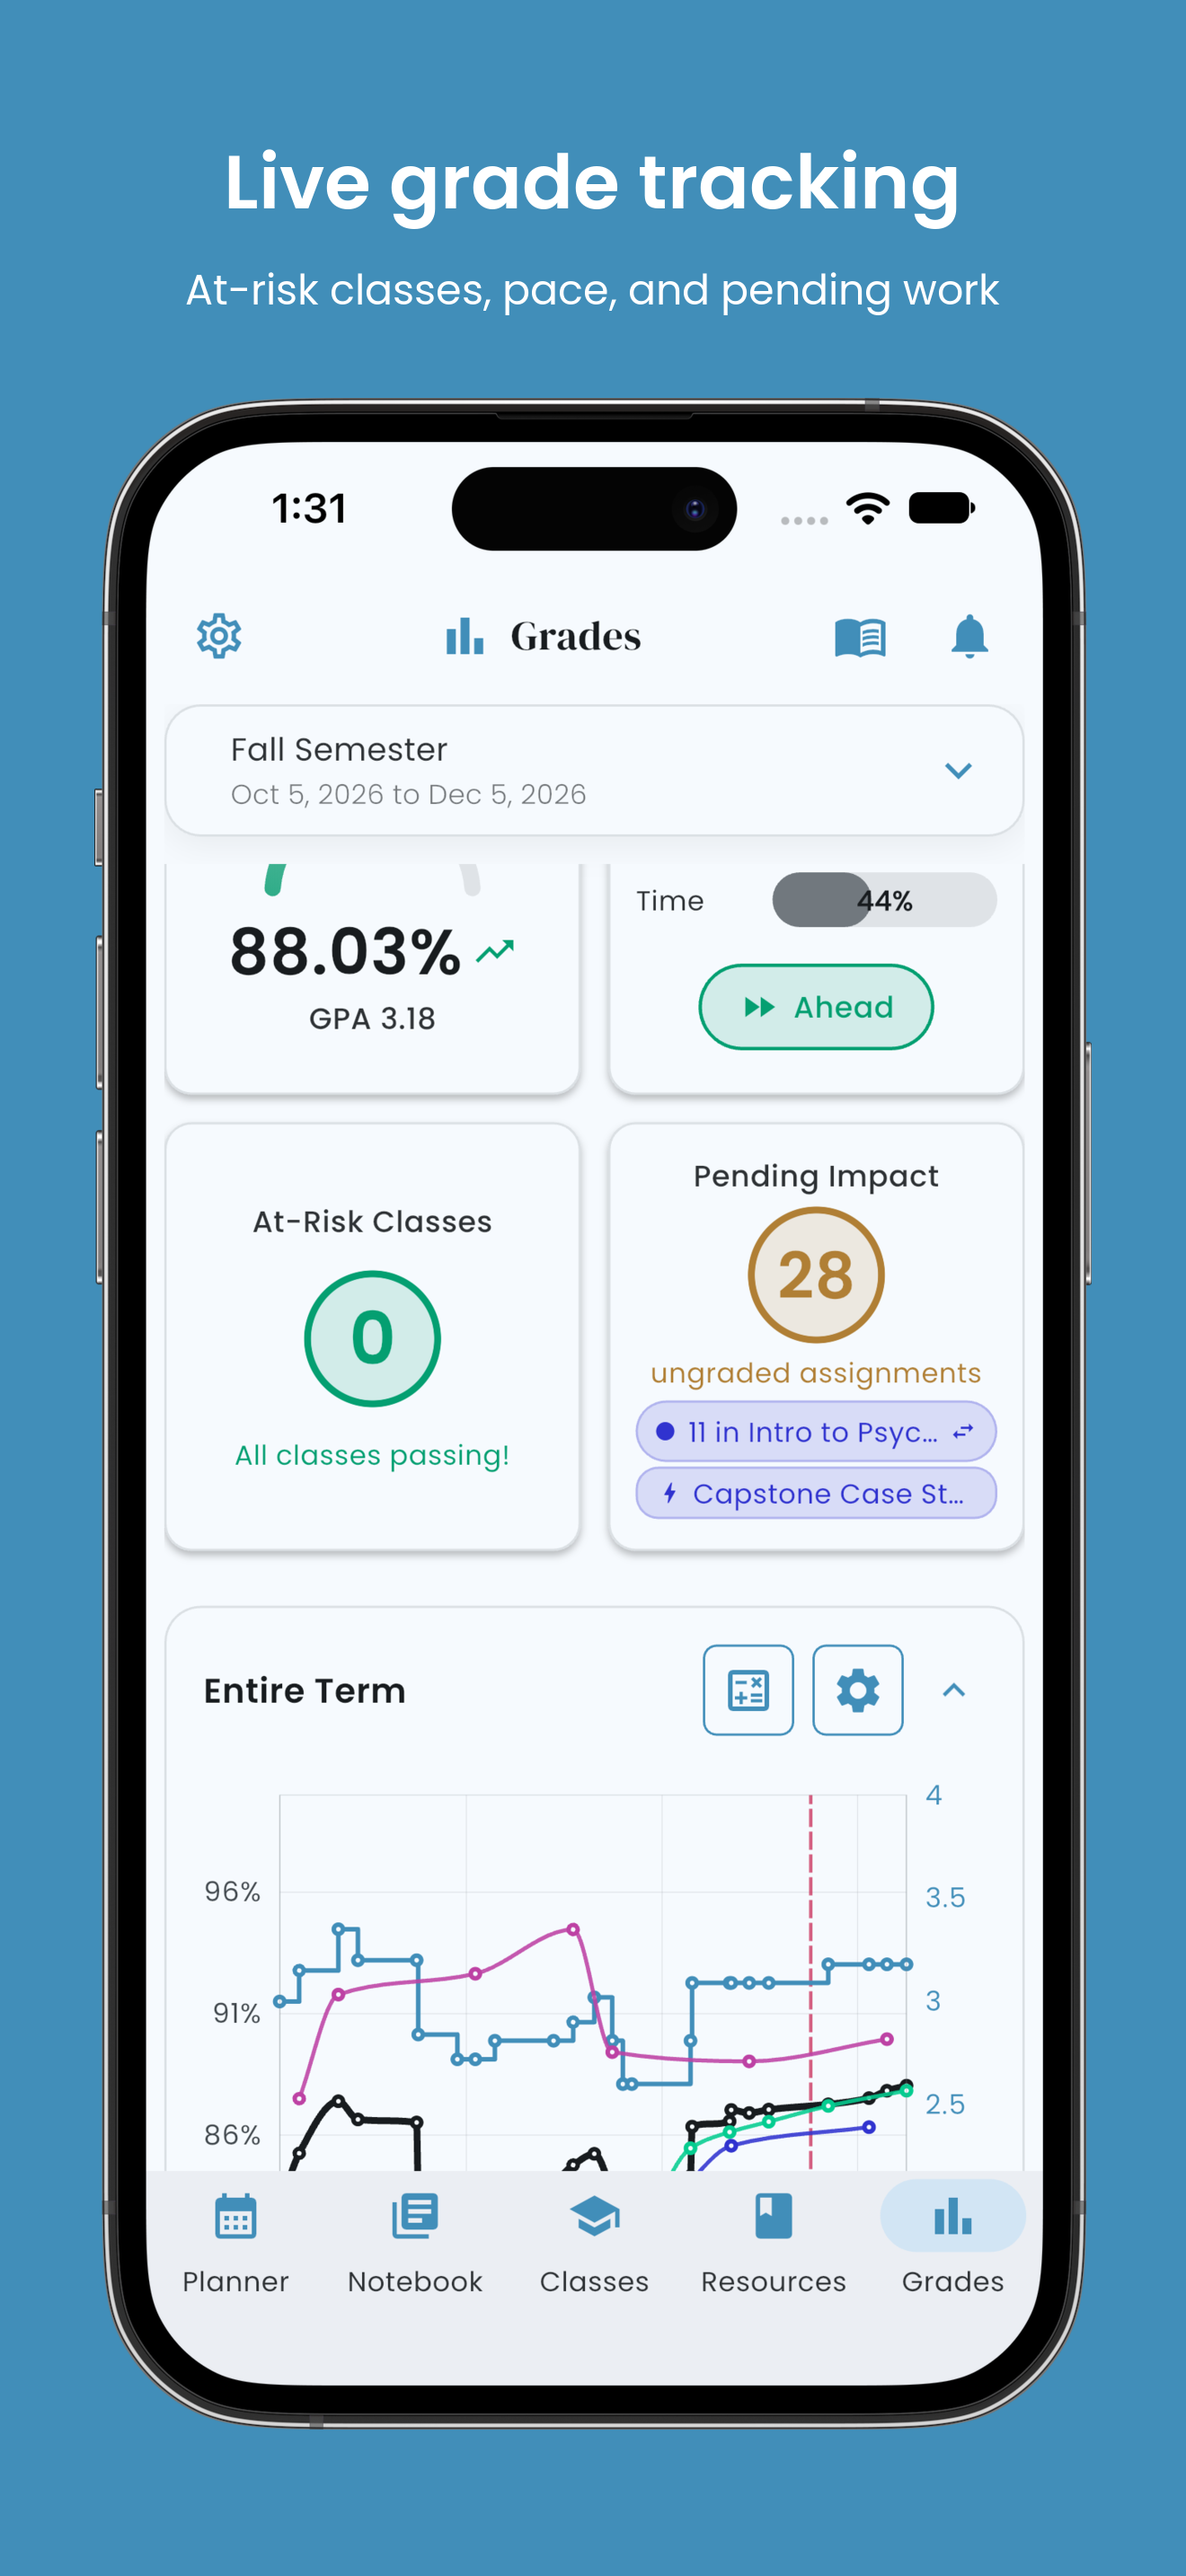 Live grade tracking
At-risk classes, pace, and pending work
1:31
Grades
Fall Semester
Oct 5, 2026 to Dec 5, 2026
88.03%
GPA 3.18
Time 44%
Ahead
At-Risk Classes
0
All classes passing!
Pending Impact
28
ungraded assignments
11 in Intro to Psyc...
Capstone Case St...
Entire Term
4
96%
3.5
91%
3
2.5
86%
Planner
Notebook
Classes
Resources
Grades